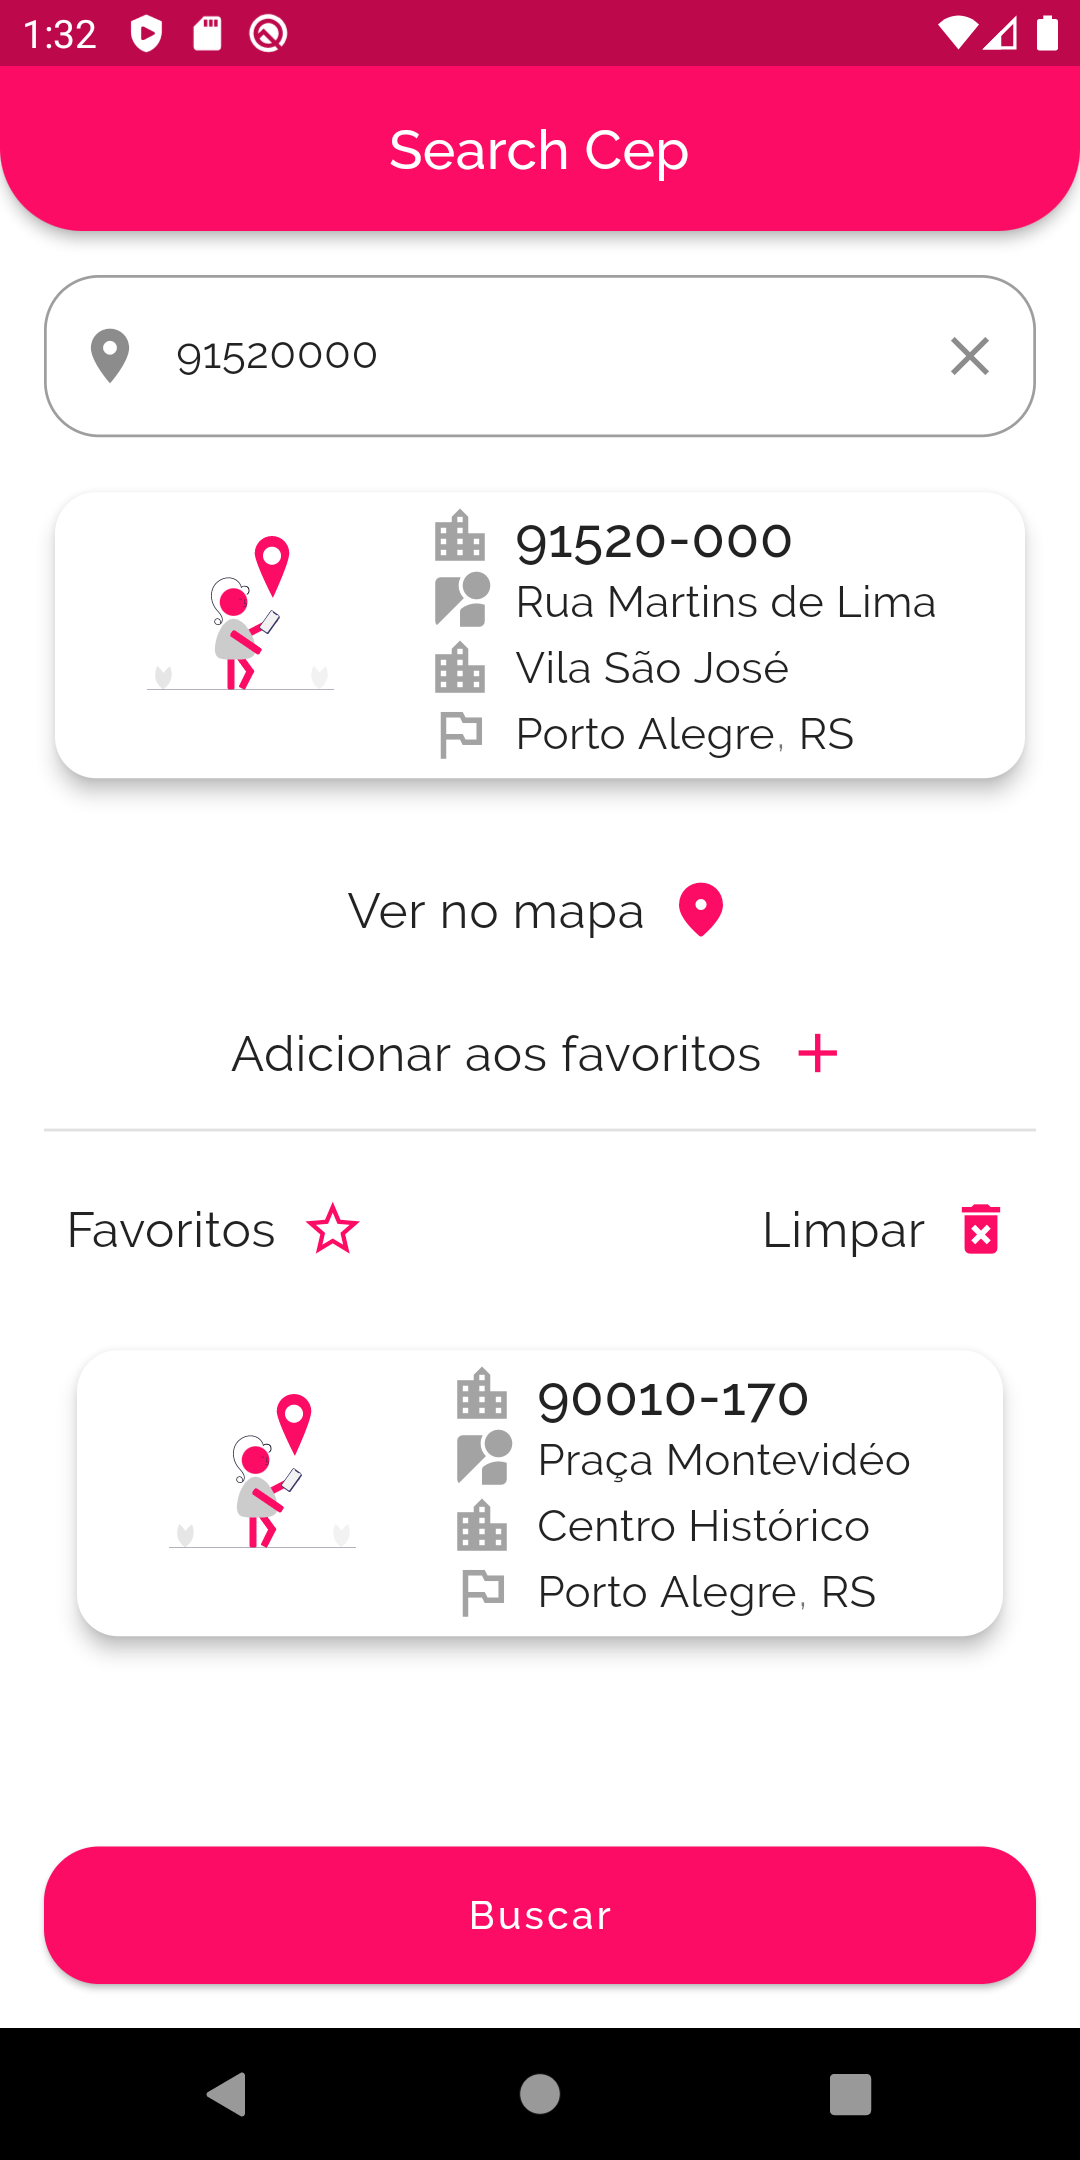 1:32
Search Cep
91520000
91520-000
Rua Martins de Lima
Vila São José
Porto Alegre, RS
Ver no mapa
Adicionar aos favoritos
Favoritos
Limpar
90010-170
Praça Montevidéo
Centro Histórico
Porto Alegre, RS
Buscar